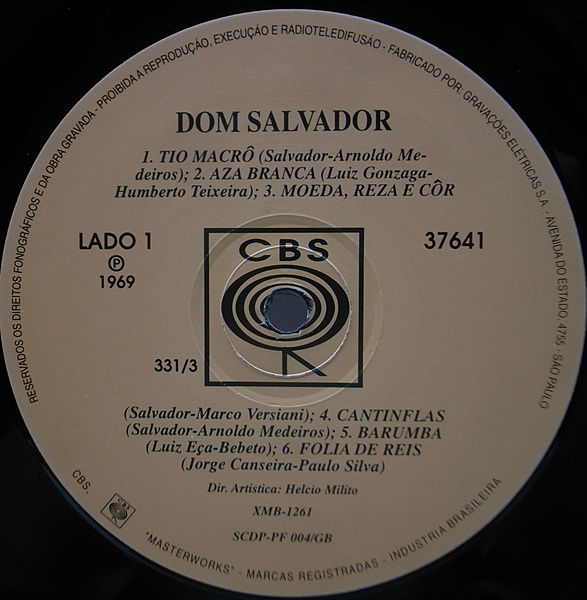 RESERVADOS OS DIREITOS FONOGRÁFICOS E DA OBRA GRAVADA - PROIBIDA A REPRODUÇÃO, EXECUÇÃO E RADIOTELEDIFUSÃO - FABRICADO POR: GRAVAÇÕES ELÉTRICAS S.A. - AVENIDA DO ESTADO, 4755 - SÃO PAULO
DOM SALVADOR
1. TIO MACRÔ (Salvador-Arnoldo Me-
deiros); 2. AZA BRANCA (Luiz Gonzaga-
Humberto Teixeira); 3. MOEDA, REZA E CÔR
LADO 1
Ⓟ
1969
CBS
37641
331/3
(Salvador-Marco Versiani); 4. CANTINFLAS
(Salvador-Arnoldo Medeiros); 5. BARUMBA
(Luiz Eça-Bebeto); 6. FOLIA DE REIS
(Jorge Canseira-Paulo Silva)
Dir. Artistica: Helcio Milito
XMB-1261
SCDP-PF 004/GB
CBS, "MASTERWORKS" - MARCAS REGISTRADAS - INDUSTRIA BRASILEIRA